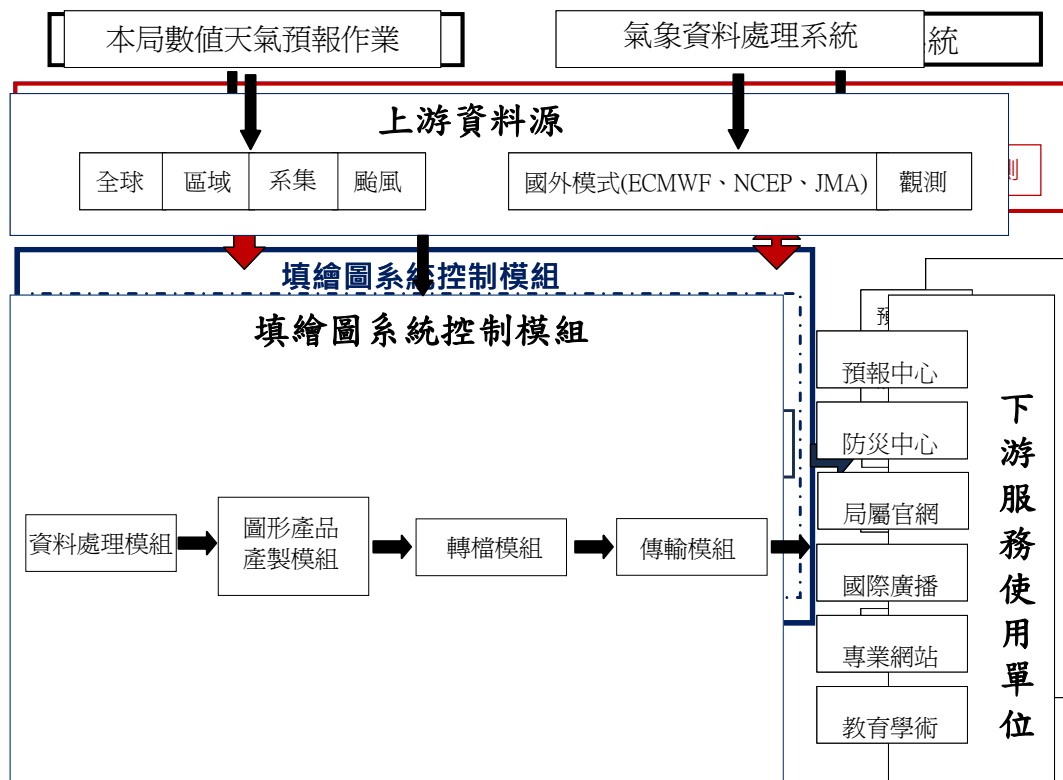 本局數值天氣預報作業
氣象資料處理系統
統
上游資料源
全球
區域
系集
颱風
國外模式(ECMWF、NCEP、JMA)
觀測
填繪圖系統控制模組
填繪圖系統控制模組
資料處理模組
圖形產品
產製模組
轉檔模組
傳輸模組
預報中心
防災中心
局屬官網
國際廣播
專業網站
教育學術
下游服務使用單位